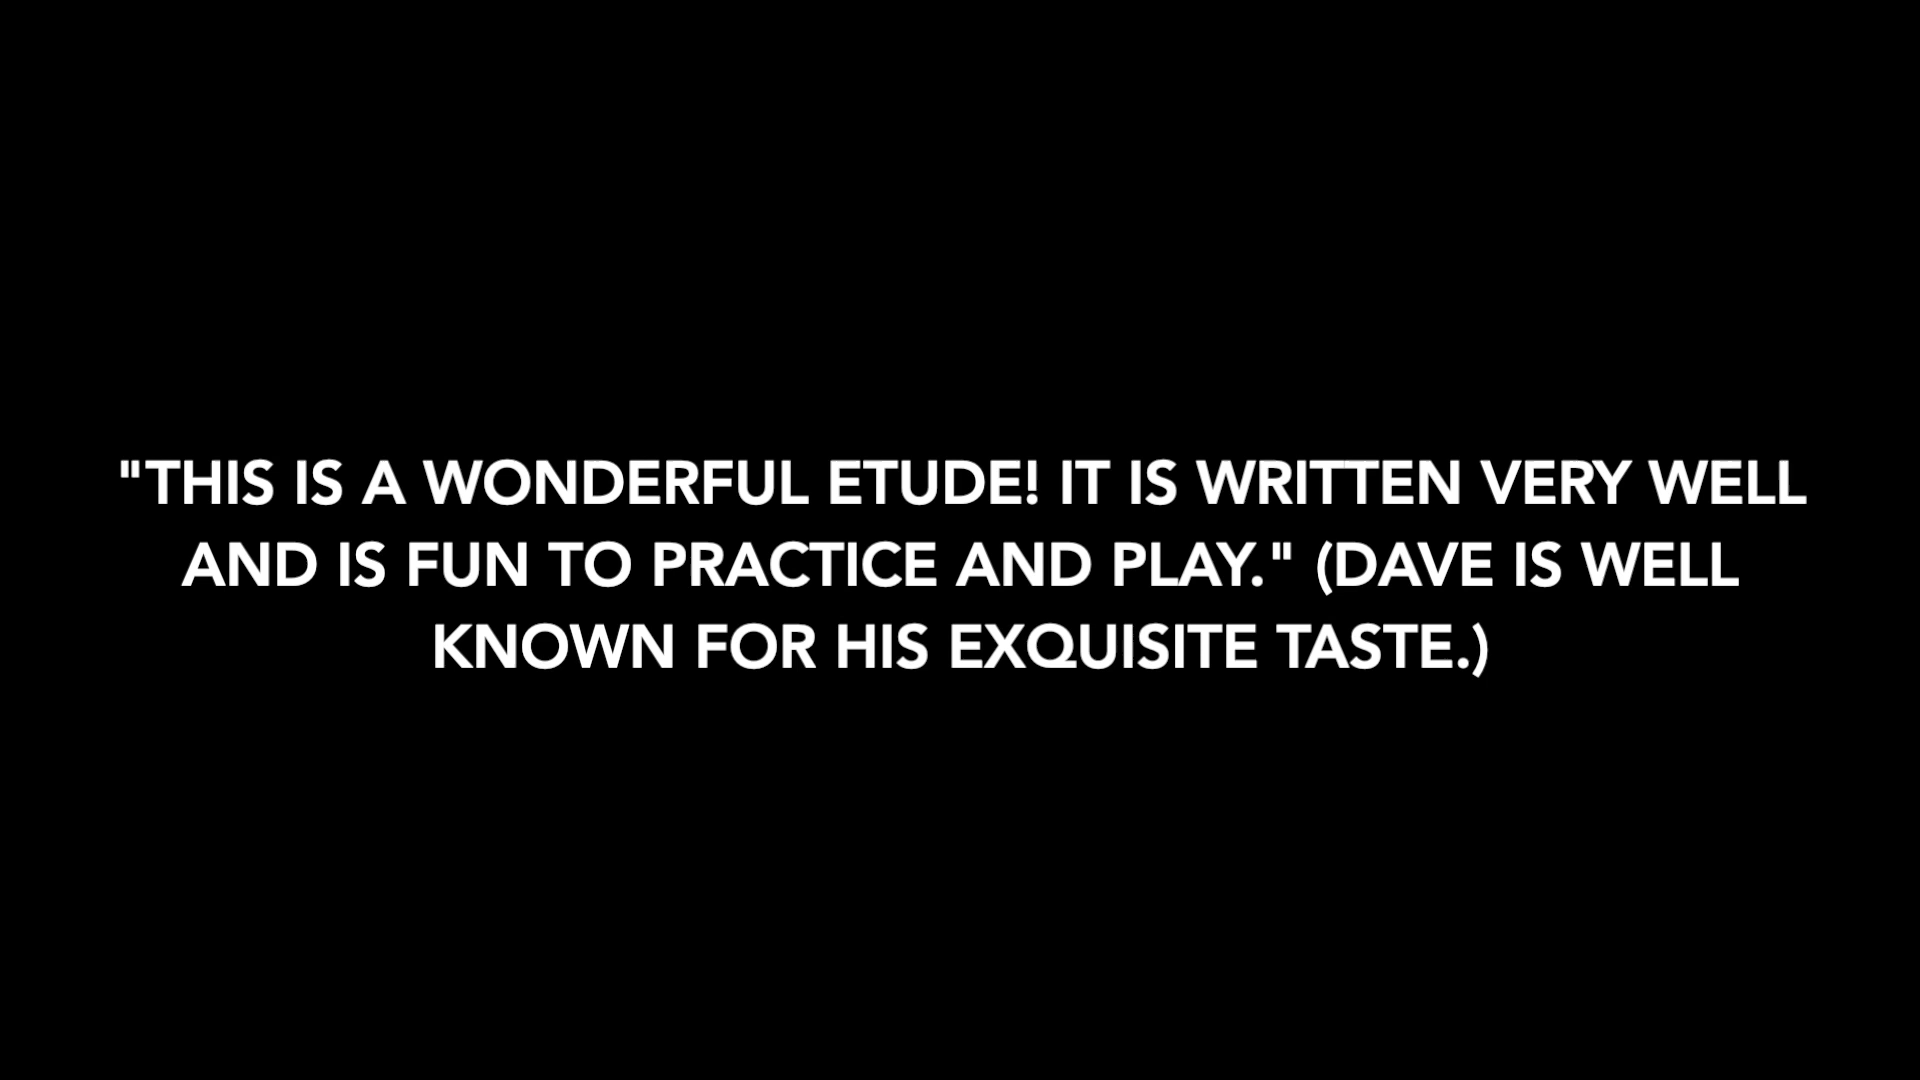 "THIS IS A WONDERFUL ETUDE! IT IS WRITTEN VERY WELL
AND IS FUN TO PRACTICE AND PLAY." (DAVE IS WELL
KNOWN FOR HIS EXQUISITE TASTE.)